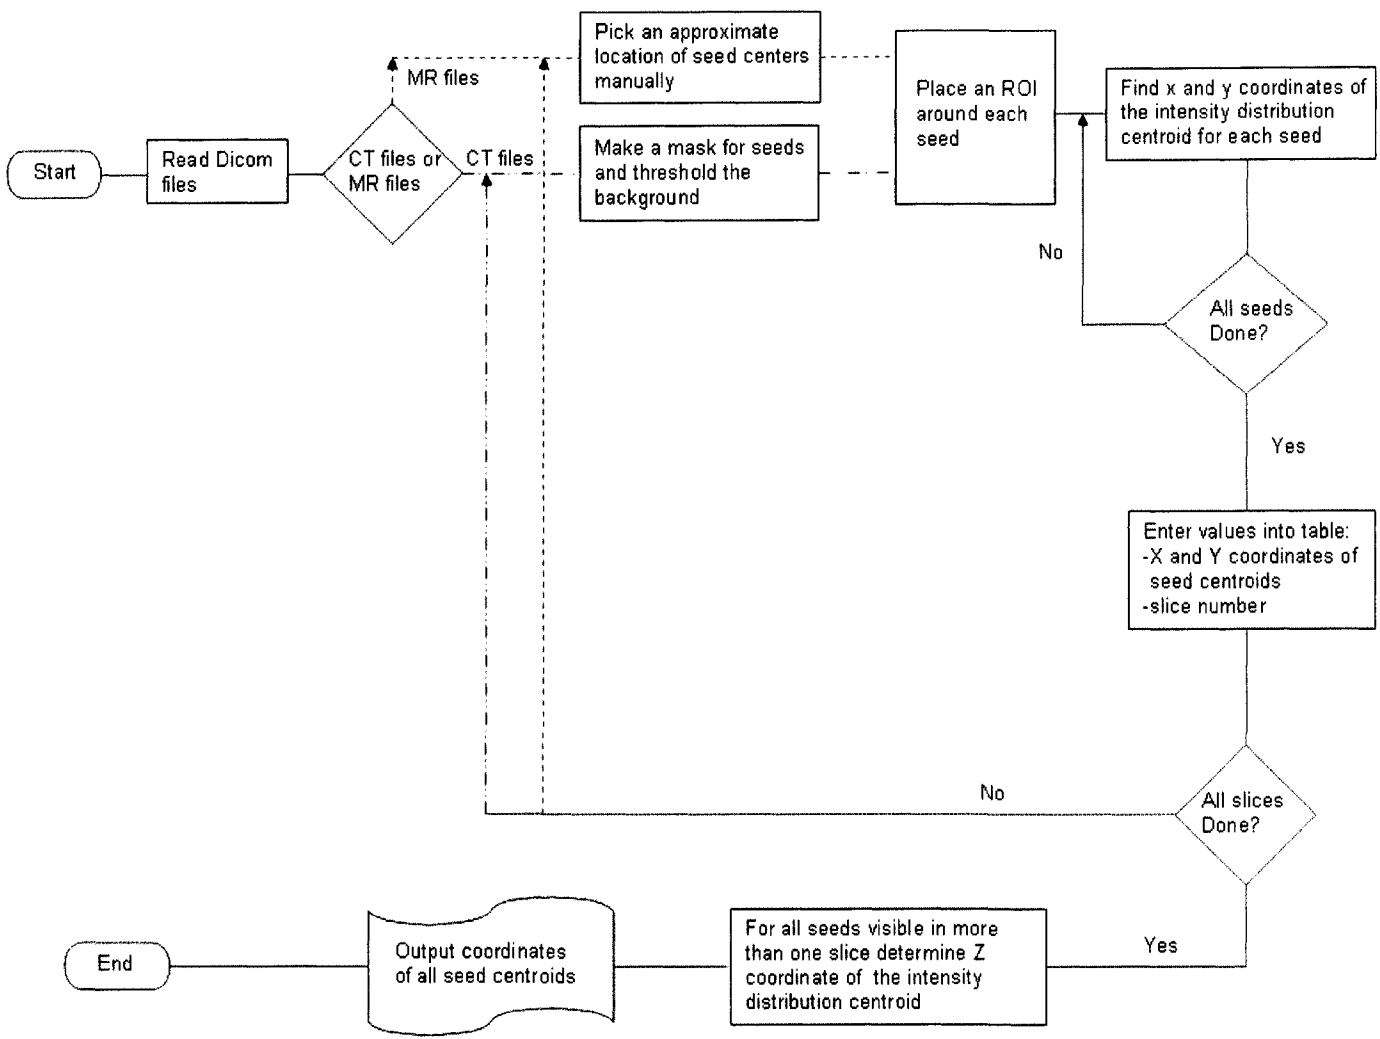 Pick an approximate
location of seed centers
manually
MR files
Place an ROI
around each
seed
Find x and y coordinates of
the intensity distribution
centroid for each seed
Start
Read Dicom
files
CT files or
MR files
CT files
Make a mask for seeds
and threshold the
background
No
All seeds
Done?
Yes
Enter values into table:
-X and Y coordinates of
seed centroids
-slice number
No
All slices
Done?
Yes
For all seeds visible in more
than one slice determine Z
coordinate of the intensity
distribution centroid
Output coordinates
of all seed centroids
End